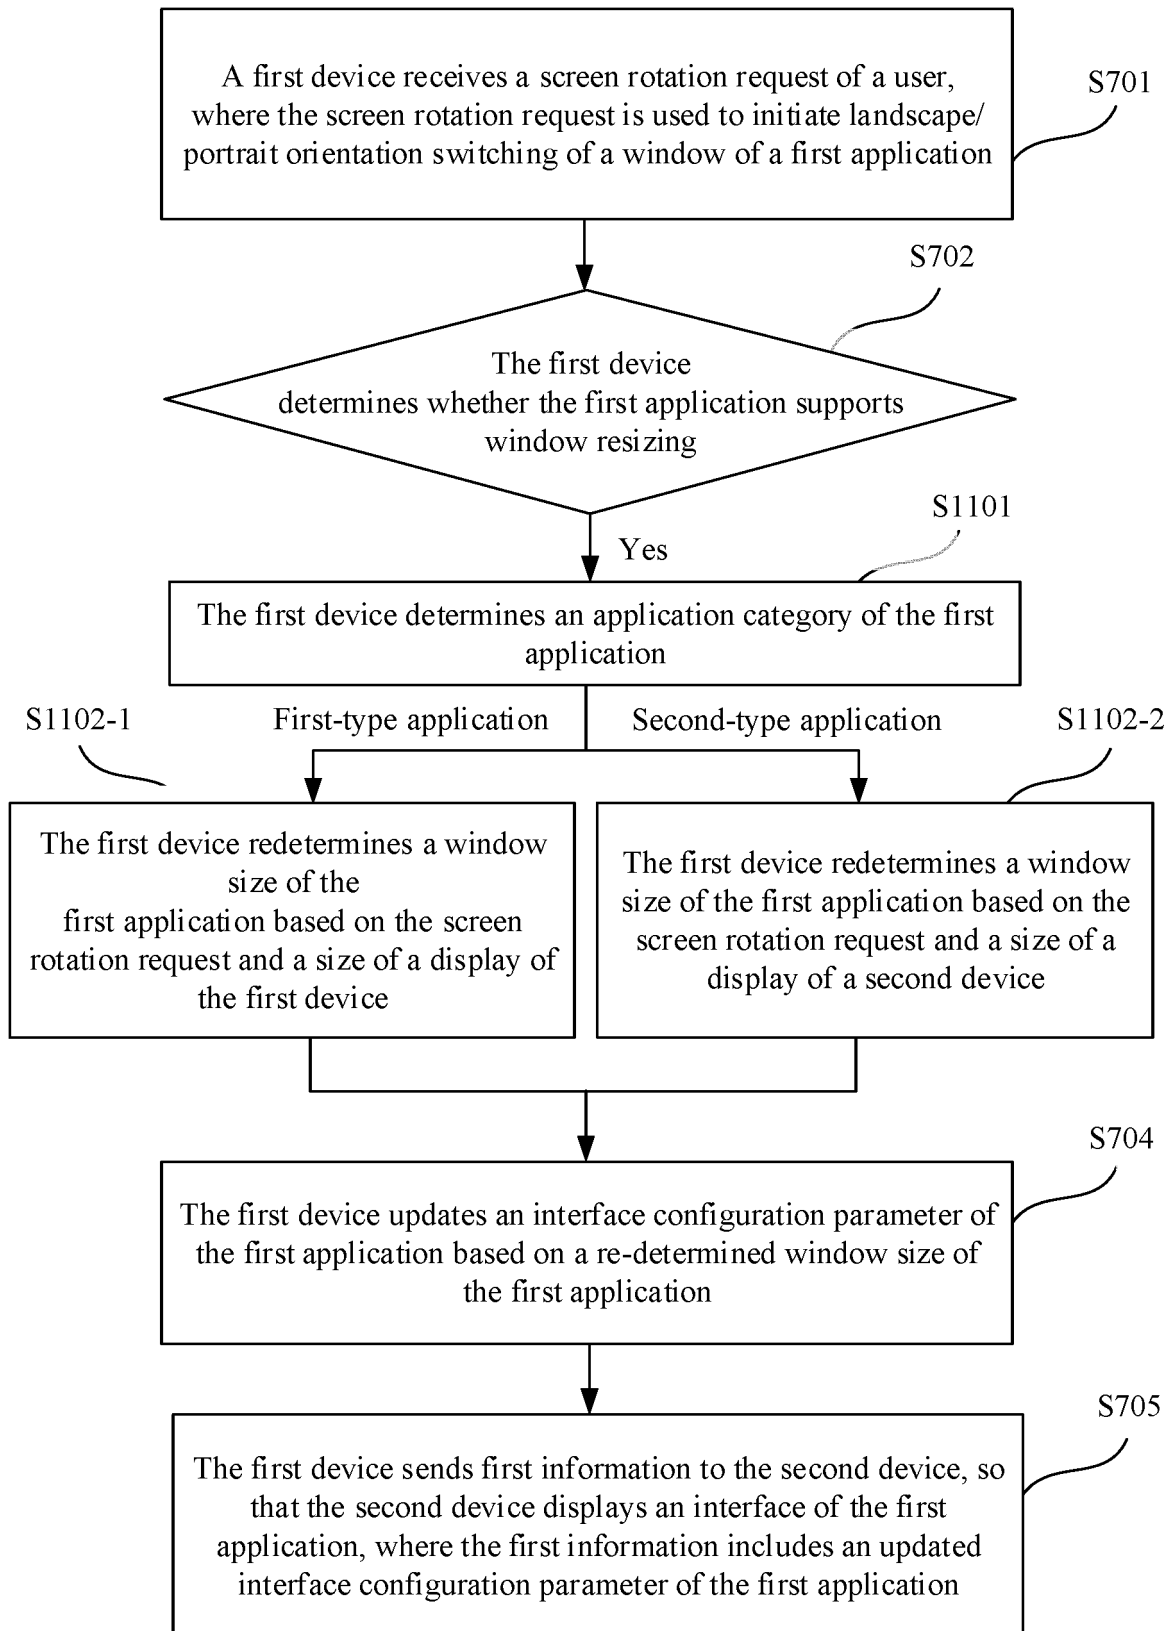 A first device receives a screen rotation request of a user,
where the screen rotation request is used to initiate landscape/
portrait orientation switching of a window of a first application
S701
S702
The first device
determines whether the first application supports
window resizing
Yes
S1101
The first device determines an application category of the first
application
S1102-1
First-type application
Second-type application
S1102-2
The first device redetermines a window
size of the
first application based on the screen
rotation request and a size of a display of
the first device
The first device redetermines a window
size of the first application based on the
screen rotation request and a size of a
display of a second device
S704
The first device updates an interface configuration parameter of
the first application based on a re-determined window size of
the first application
S705
The first device sends first information to the second device, so
that the second device displays an interface of the first
application, where the first information includes an updated
interface configuration parameter of the first application